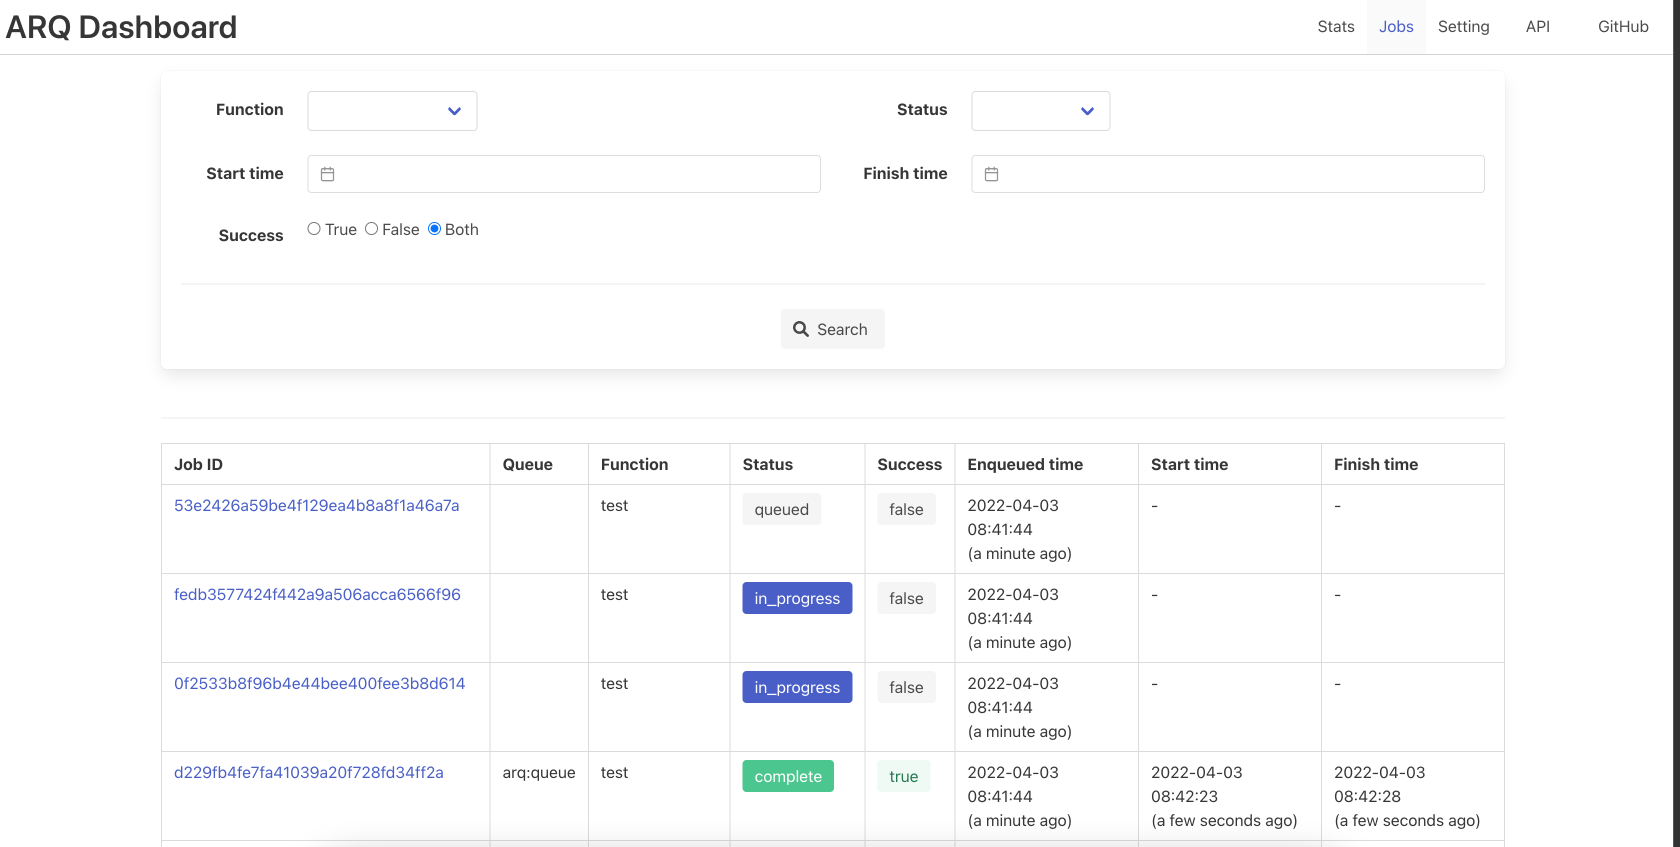 ARQ Dashboard
Stats Jobs Setting API GitHub
Function
Status
Start time
Finish time
Success True False Both
Search
Job ID Queue Function Status Success Enqueued time Start time Finish time
53e2426a59be4f129ea4b8a8f1a46a7a test queued false 2022-04-03 - -
08:41:44
(a minute ago)
fedb3577424f442a9a506acca6566f96 test in_progress false 2022-04-03 - -
08:41:44
(a minute ago)
0f2533b8f96b4e44bee400fee3b8d614 test in_progress false 2022-04-03 - -
08:41:44
(a minute ago)
d229fb4fe7fa41039a20f728fd34ff2a arq:queue test complete true 2022-04-03 2022-04-03 2022-04-03
08:41:44 08:42:23 08:42:28
(a minute ago) (a few seconds ago) (a few seconds ago)